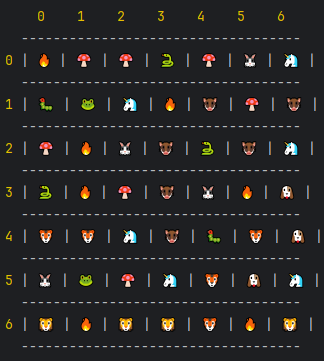 0 1 2 3 4 5 6
---------------------------------
0 | 🔥 | 🍄 | 🍄 | 🐍 | 🍄 | 🐰 | 🦄 |
---------------------------------
1 | 🐛 | 🐸 | 🦄 | 🔥 | 🐻 | 🍄 | 🐻 |
---------------------------------
2 | 🍄 | 🔥 | 🐰 | 🐻 | 🐍 | 🐻 | 🦄 |
---------------------------------
3 | 🐍 | 🔥 | 🍄 | 🐻 | 🐰 | 🔥 | 🐶 |
---------------------------------
4 | 🦊 | 🦊 | 🦄 | 🐻 | 🐛 | 🦊 | 🐶 |
---------------------------------
5 | 🐰 | 🐸 | 🍄 | 🦄 | 🦊 | 🐶 | 🦄 |
---------------------------------
6 | 🐯 | 🔥 | 🐯 | 🐯 | 🦊 | 🔥 | 🐯 |
---------------------------------